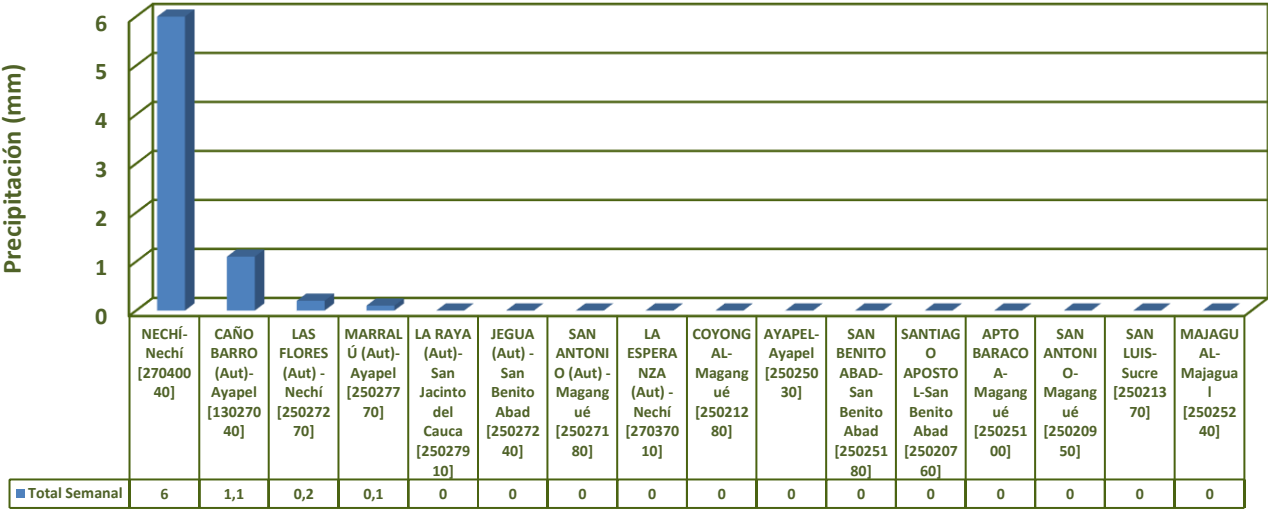 Precipitación (mm)
6
5
4
3
2
1
0
NECHÍ-
Nechí
[270400
40]
CAÑO
BARRO
(Aut)-
Ayapel
[130270
40]
LAS
FLORES
(Aut) -
Nechí
[250272
70]
MARRAL
Ú (Aut)-
Ayapel
[250277
70]
LA RAYA
(Aut)-
San
Jacinto
del
Cauca
[250279
10]
JEGUA
(Aut) -
San
Benito
Abad
[250272
40]
SAN
ANTONI
O (Aut) -
Magang
ué
[250271
80]
LA
ESPERA
NZA
(Aut) -
Nechí
[270370
10]
COYONG
AL-
Magang
ué
[250212
80]
AYAPEL-
Ayapel
[250250
30]
SAN
BENITO
ABAD-
San
Benito
Abad
[250251
80]
SANTIAG
O
APOSTO
L-San
Benito
Abad
[250207
60]
APTO
BARACO
A-
Magang
ué
[250251
00]
SAN
ANTONI
O-
Magang
ué
[250209
50]
SAN
LUIS-
Sucre
[250213
70]
MAJAGU
AL-
Majagua
l
[250252
40]
Total Semanal 6 1,1 0,2 0,1 0 0 0 0 0 0 0 0 0 0 0 0